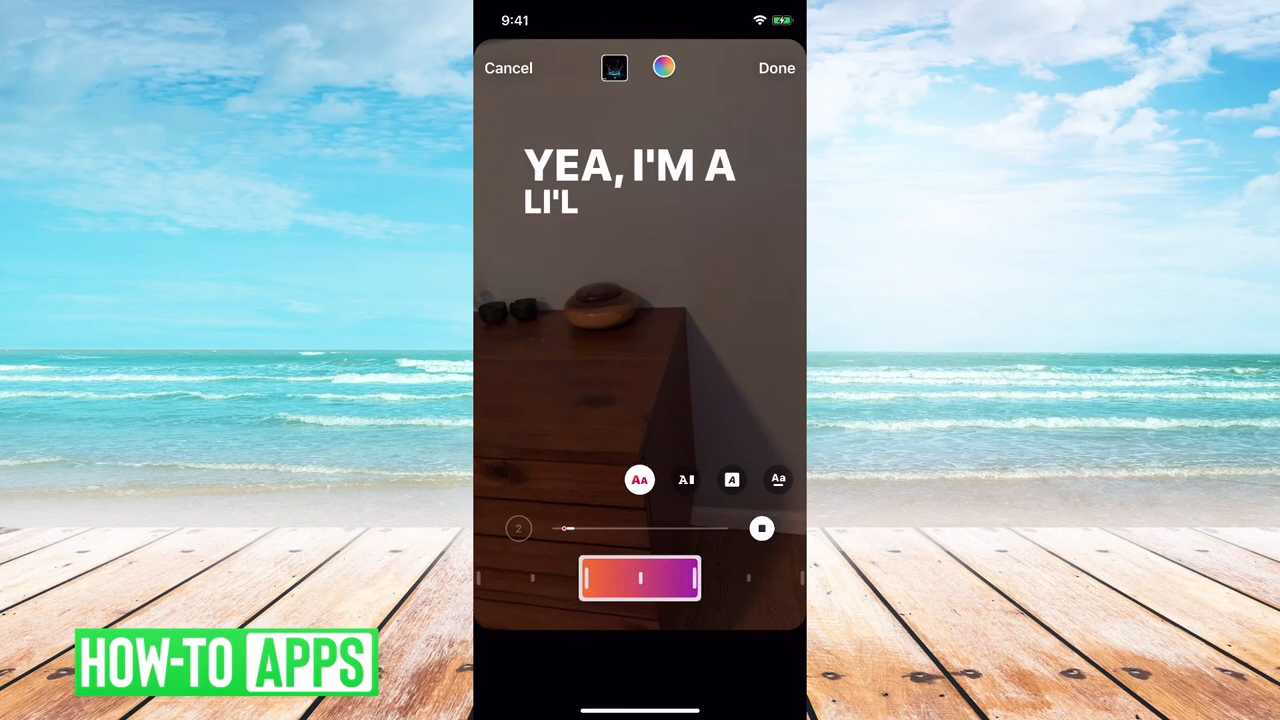 9:41
Cancel
Done
YEA, I'M A
LI'L
AA
A
A
Aa
2
HOW-TO APPS